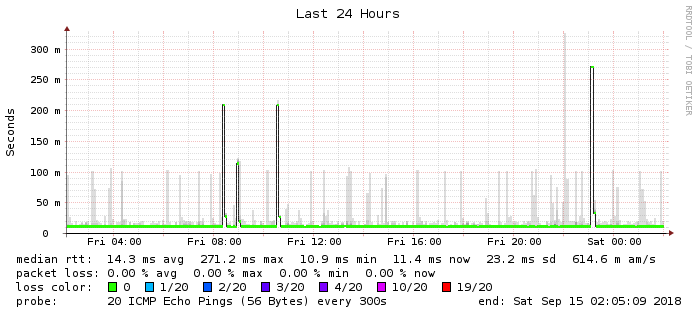 Last 24 Hours
RRDTOOL / TOBI OETIKER
Seconds
300 m
250 m
200 m
150 m
100 m
50 m
0
Fri 04:00 Fri 08:00 Fri 12:00 Fri 16:00 Fri 20:00 Sat 00:00
median rtt: 14.3 ms avg 271.2 ms max 10.9 ms min 11.4 ms now 23.2 ms sd 614.6 m am/s
packet loss: 0.00 % avg 0.00 % max 0.00 % min 0.00 % now
loss color: 0 1/20 2/20 3/20 4/20 10/20 19/20
probe: 20 ICMP Echo Pings (56 Bytes) every 300s end: Sat Sep 15 02:05:09 2018